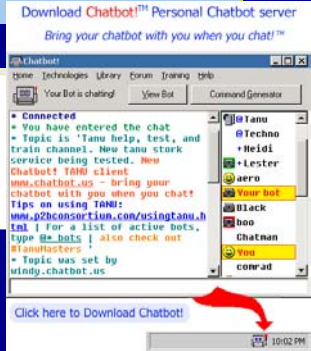 Download Chatbot!™ Personal Chatbot server
Bring your chatbot with you when you chat!™
Chatbot!
Home Technologies Library Forum Training Help
Your Bot is chatting! View Bot Command Generator
* Connected
* You have entered the chat
* Topic is 'Tanu help, test, and
train channel. New tanu stork
service being tested. New
Chatbot! TANU client
www.chatbot.us - bring your
chatbot with you when you chat!
Tips on using TANU:
www.p2bconsortium.com/usingtanu.h
tml | For a list of active bots,
type @* bots | also check out
#TanuMasters '
* Topic was set by
windy.chatbot.us
@Tanu
@Techno
+Heidi
+Lester
aero
Your bot
Black
boo
Chatman
You
comrad
Click here to Download Chatbot!
10:02 PM